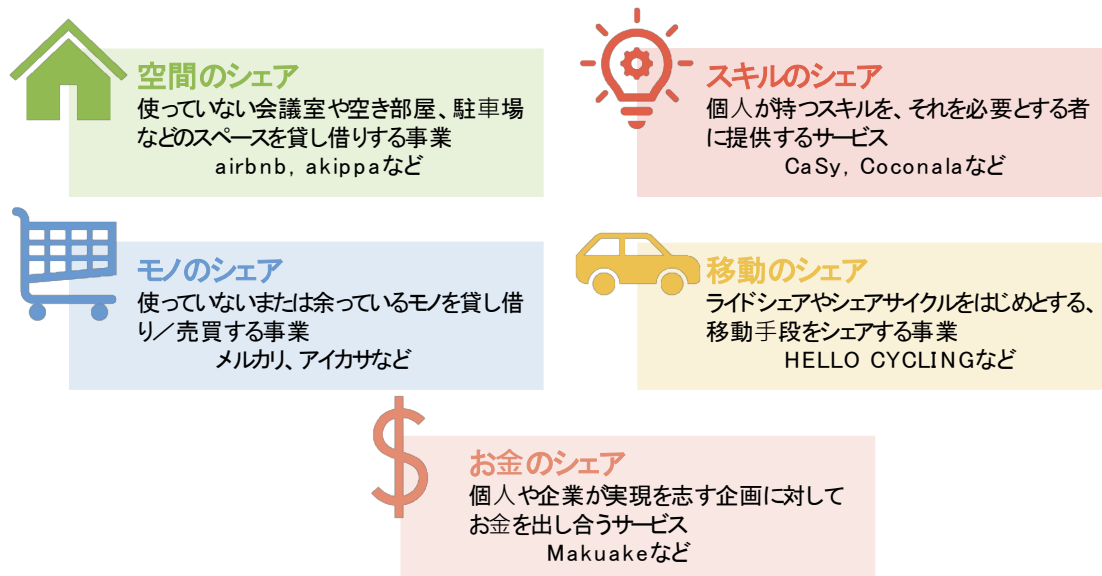 空間のシェア
使っていない会議室や空き部屋、駐車場
などのスペースを貸し借りする事業
airbnb, akippaなど
スキルのシェア
個人が持つスキルを、それを必要とする者
に提供するサービス
CaSy, Coconalaなど
モノのシェア
使っていないまたは余っているモノを貸し借
り／売買する事業
メルカリ、アイカサなど
移動のシェア
ライドシェアやシェアサイクルをはじめとする、
移動手段をシェアする事業
HELLO CYCLINGなど
お金のシェア
個人や企業が実現を志す企画に対して
お金を出し合うサービス
Makuakeなど